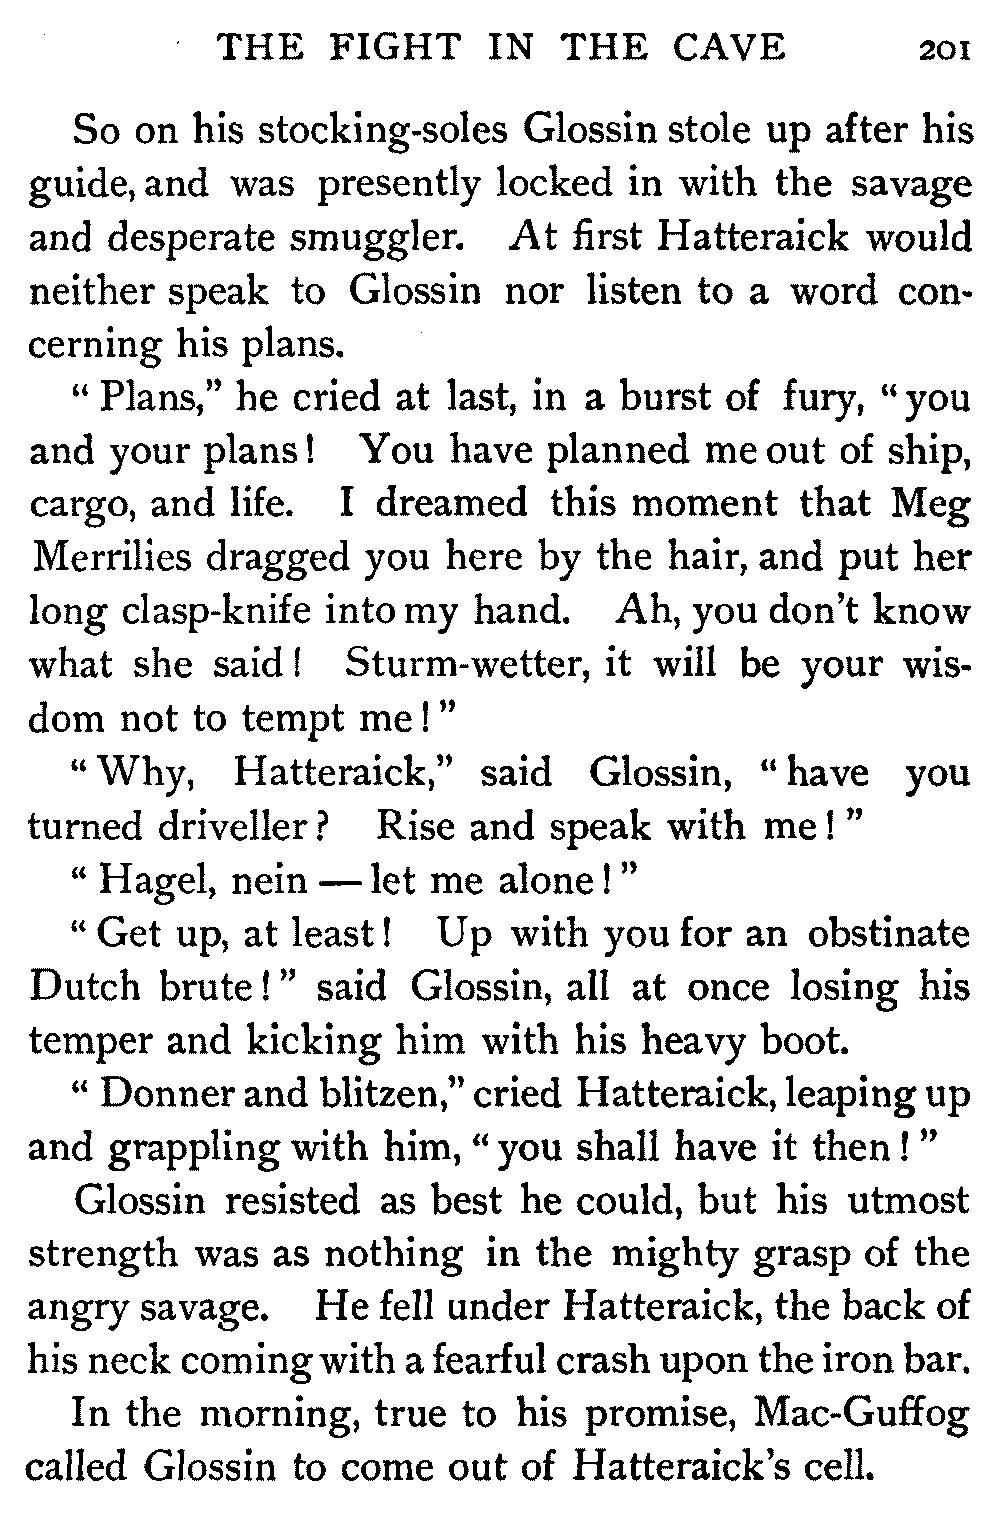 THE FIGHT IN THE CAVE 201
So on his stocking-soles Glossin stole up after his
guide, and was presently locked in with the savage
and desperate smuggler. At first Hatteraick would
neither speak to Glossin nor listen to a word con-
cerning his plans.
“ Plans,” he cried at last, in a burst of fury, “ you
and your plans ! You have planned me out of ship,
cargo, and life. I dreamed this moment that Meg
Merrilies dragged you here by the hair, and put her
long clasp-knife into my hand. Ah, you don’t know
what she said ! Sturm-wetter, it will be your wis-
dom not to tempt me ! ”
“ Why, Hatteraick,” said Glossin, “ have you
turned driveller ? Rise and speak with me ! ”
“ Hagel, nein — let me alone ! ”
“ Get up, at least ! Up with you for an obstinate
Dutch brute ! ” said Glossin, all at once losing his
temper and kicking him with his heavy boot.
“ Donner and blitzen,” cried Hatteraick, leaping up
and grappling with him, “ you shall have it then ! ”
Glossin resisted as best he could, but his utmost
strength was as nothing in the mighty grasp of the
angry savage. He fell under Hatteraick, the back of
his neck coming with a fearful crash upon the iron bar.
In the morning, true to his promise, Mac-Guffog
called Glossin to come out of Hatteraick’s cell.